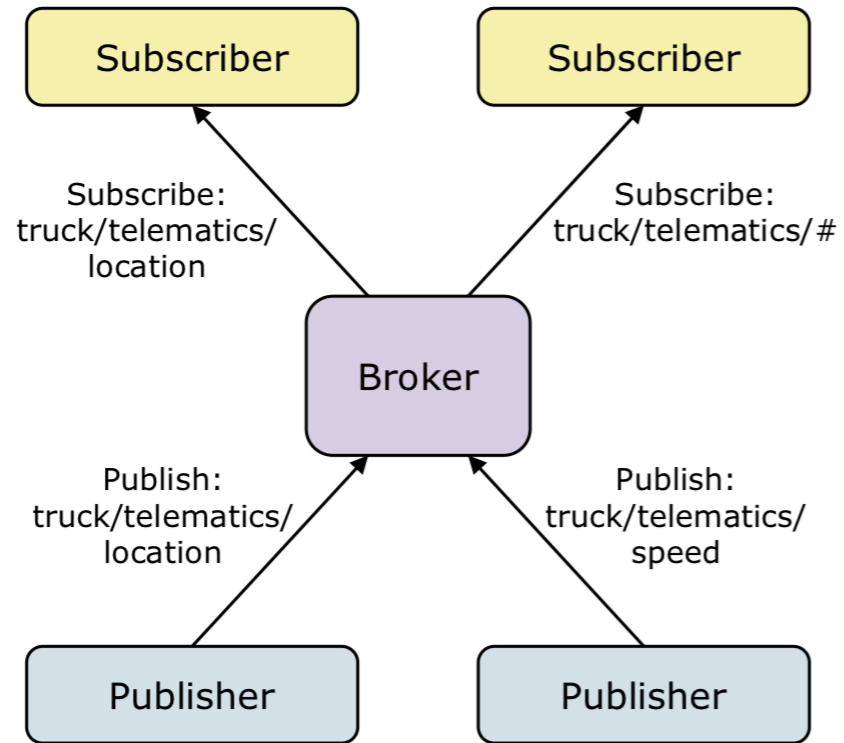 Subscriber
Subscriber
Subscribe:
truck/telematics/
location
Subscribe:
truck/telematics/#
Broker
Publish:
truck/telematics/
location
Publish:
truck/telematics/
speed
Publisher
Publisher